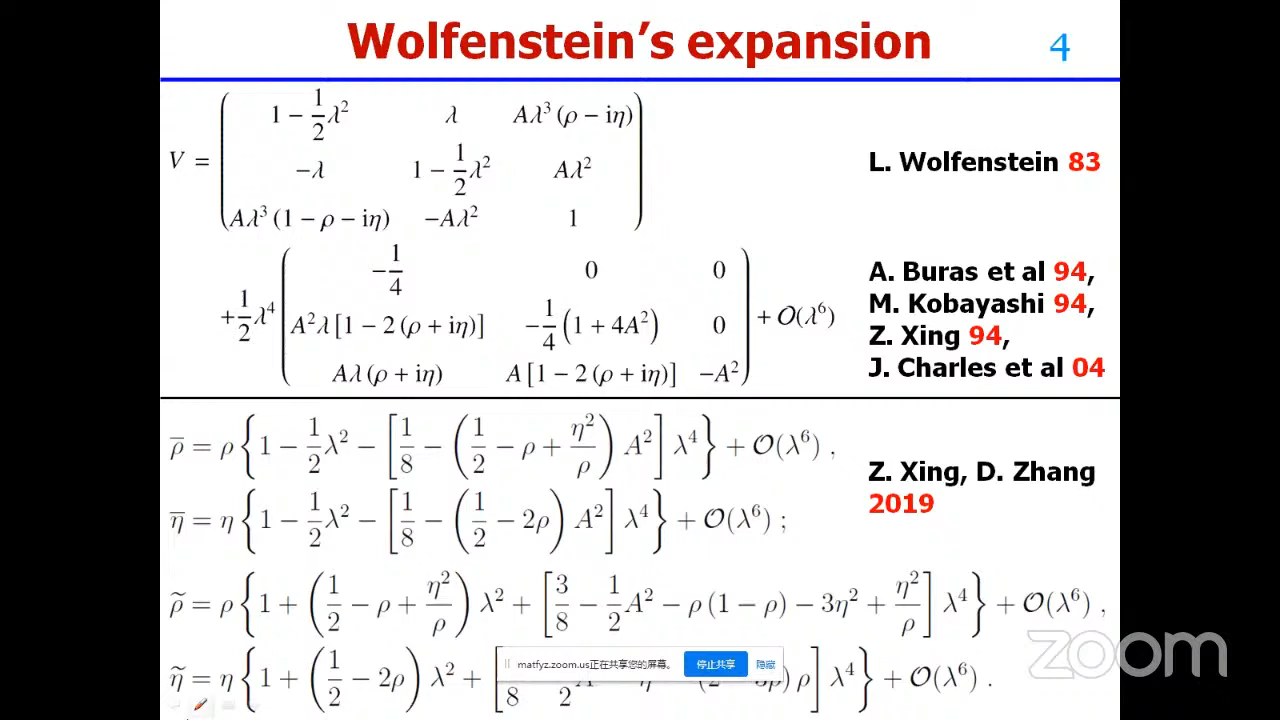 Wolfenstein's expansion
4
V = ( 1 − 1/2 λ² λ Aλ³ (ρ − iη)
−λ 1 − 1/2 λ² Aλ²
Aλ³ (1 − ρ − iη) −Aλ² 1 )
L. Wolfenstein 83
+ 1/2 λ⁴ ( −1/4 0 0
A²λ [1 − 2 (ρ + iη)] −1/4 (1 + 4A²) 0
Aλ (ρ + iη) A [1 − 2 (ρ + iη)] −A² ) + O(λ⁶)
A. Buras et al 94,
M. Kobayashi 94,
Z. Xing 94,
J. Charles et al 04
ρ̅ = ρ { 1 − 1/2 λ² − [ 1/8 − ( 1/2 − ρ + η²/ρ ) A² ] λ⁴ } + O(λ⁶) ,
η̅ = η { 1 − 1/2 λ² − [ 1/8 − ( 1/2 − 2ρ ) A² ] λ⁴ } + O(λ⁶) ;
Z. Xing, D. Zhang
2019
ρ̃ = ρ { 1 + ( 1/2 − ρ + η²/ρ ) λ² + [ 3/8 − 1/2 A² − ρ (1 − ρ) − 3η² + η²/ρ ] λ⁴ } + O(λ⁶) ,
η̃ = η { 1 + ( 1/2 − 2ρ ) λ² + [ 8 2 ρ ] λ⁴ } + O(λ⁶) .
matfyz.zoom.us正在共享您的屏幕。 停止共享 隐藏
zoom